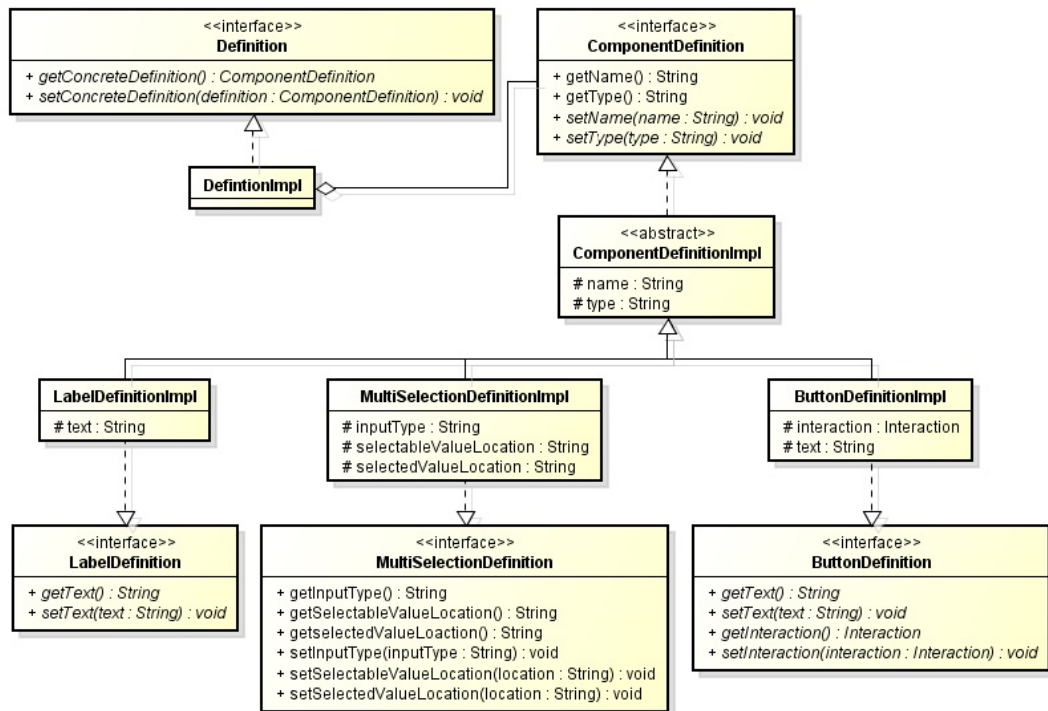 <<interface>>
Definition
+ getConcreteDefinition() : ComponentDefinition
+ setConcreteDefinition(definition : ComponentDefinition) : void
<<interface>>
ComponentDefinition
+ getName() : String
+ getType() : String
+ setName(name : String) : void
+ setType(type : String) : void
DefintionImpl
<<abstract>>
ComponentDefinitionImpl
# name : String
# type : String
LabelDefinitionImpl
# text : String
MultiSelectionDefinitionImpl
# inputType : String
# selectableValueLocation : String
# selectedValueLocation : String
ButtonDefinitionImpl
# interaction : Interaction
# text : String
<<interface>>
LabelDefinition
+ getText() : String
+ setText(text : String) : void
<<interface>>
MultiSelectionDefinition
+ getInputType() : String
+ getSelectableValueLocation() : String
+ getselectedValueLoaction() : String
+ setInputType(inputType : String) : void
+ setSelectableValueLocation(location : String) : void
+ setSelectedValueLocation(location : String) : void
<<interface>>
ButtonDefinition
+ getText() : String
+ setText(text : String) : void
+ getInteraction() : Interaction
+ setInteraction(interaction : Interaction) : void